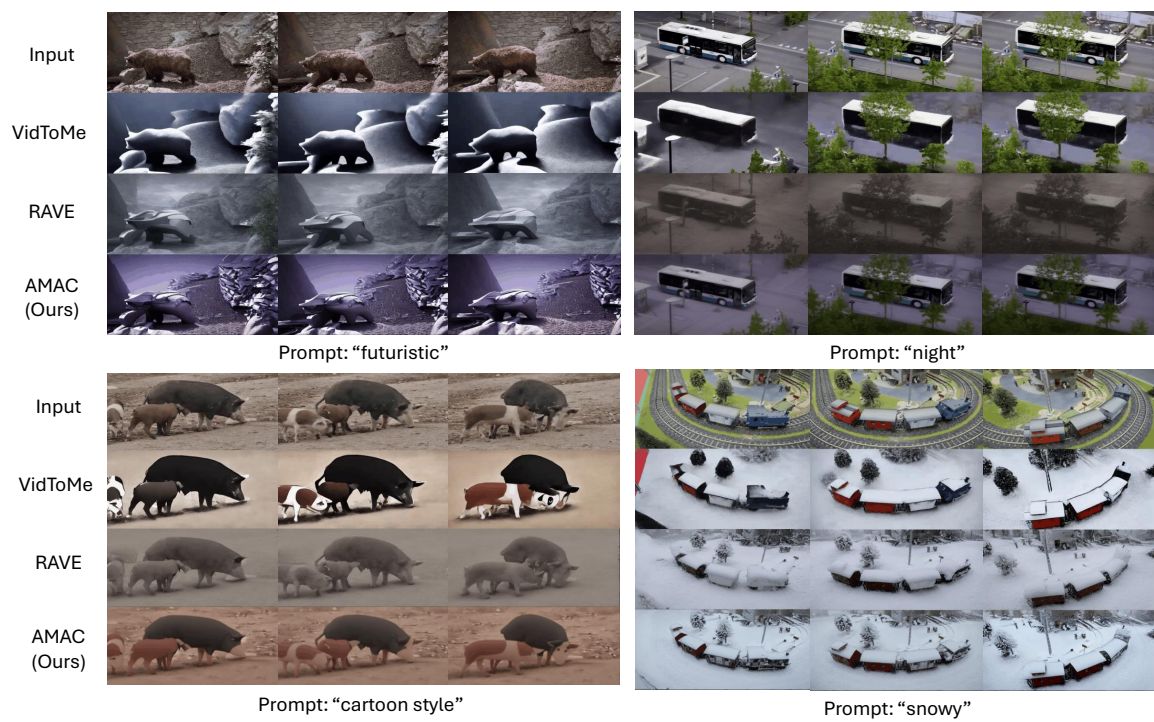 Input
VidToMe
RAVE
AMAC
(Ours)
Prompt: “futuristic”
Prompt: “night”
Input
VidToMe
RAVE
AMAC
(Ours)
Prompt: “cartoon style”
Prompt: “snowy”